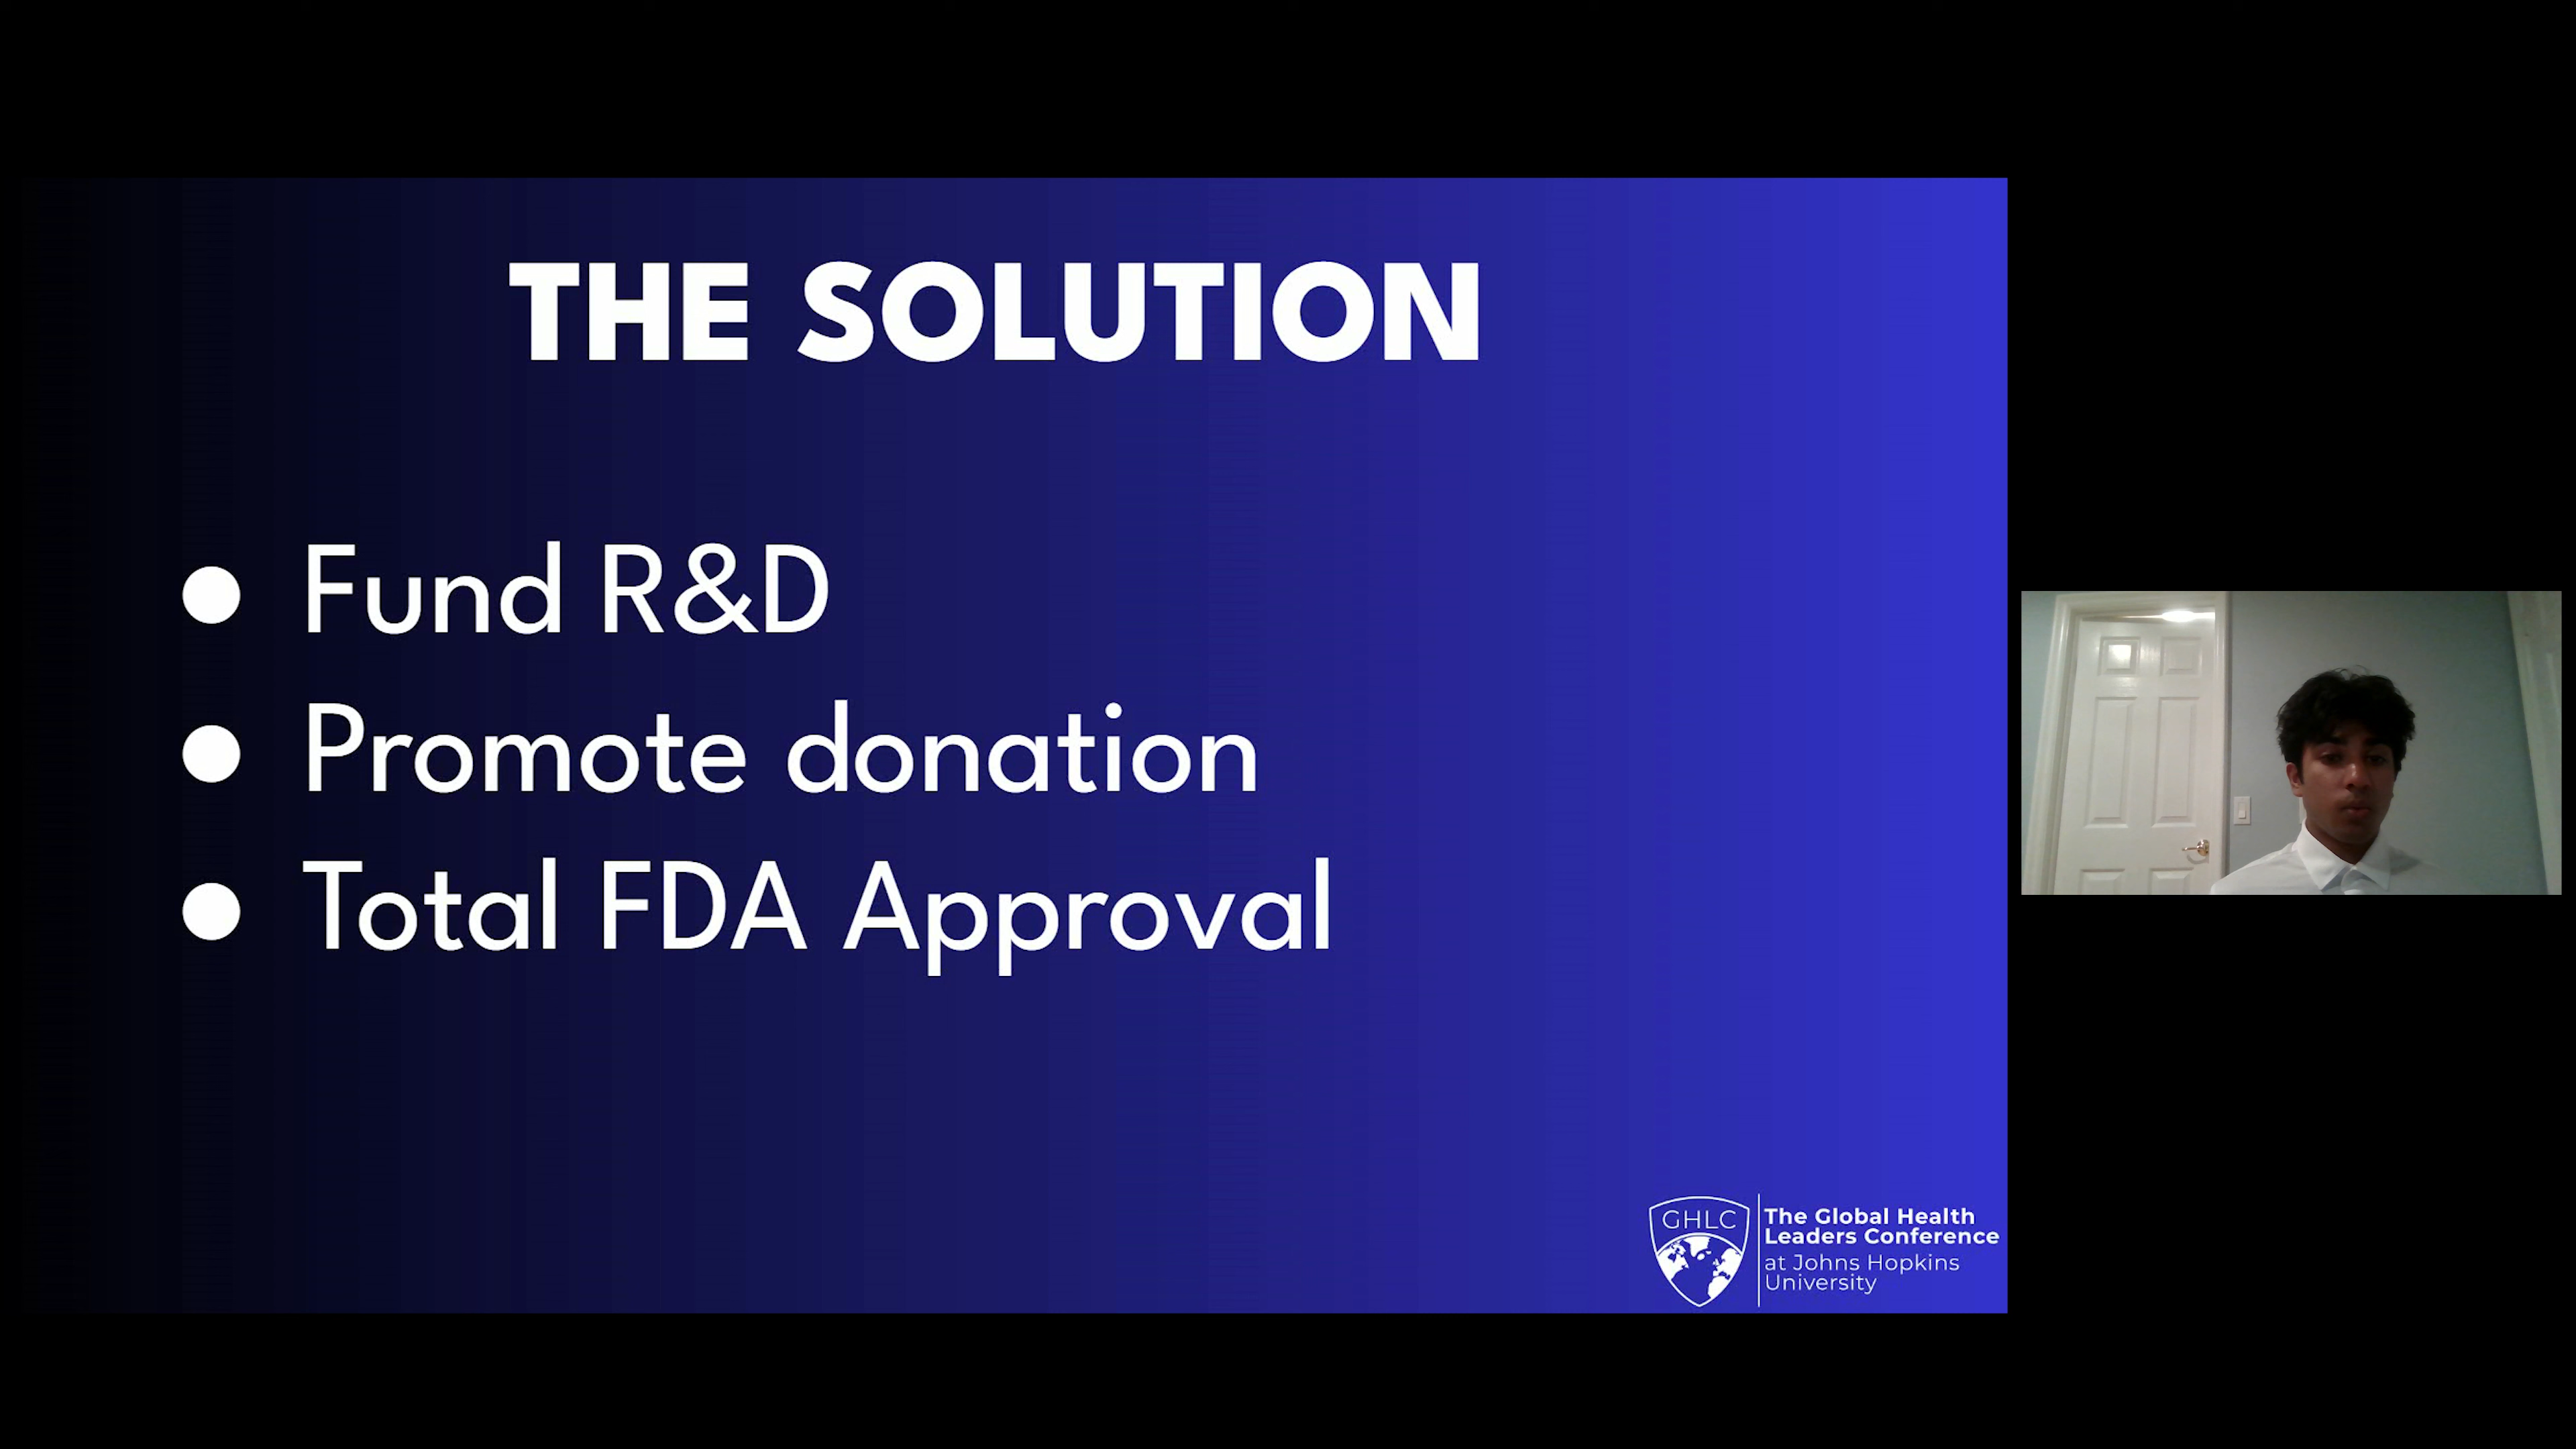 THE SOLUTION
● Fund R&D
● Promote donation
● Total FDA Approval
GHLC
The Global Health
Leaders Conference
at Johns Hopkins
University